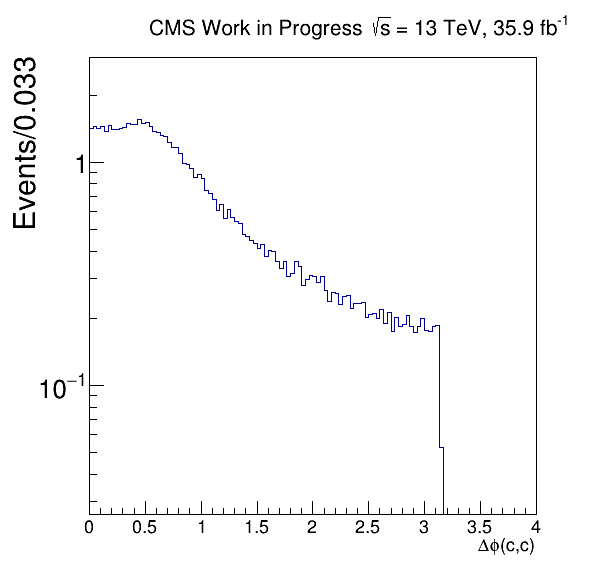 CMS Work in Progress √s = 13 TeV, 35.9 fb⁻¹
Events/0.033
1
10⁻¹
0 0.5 1 1.5 2 2.5 3 3.5 4
Δϕ(c,c)